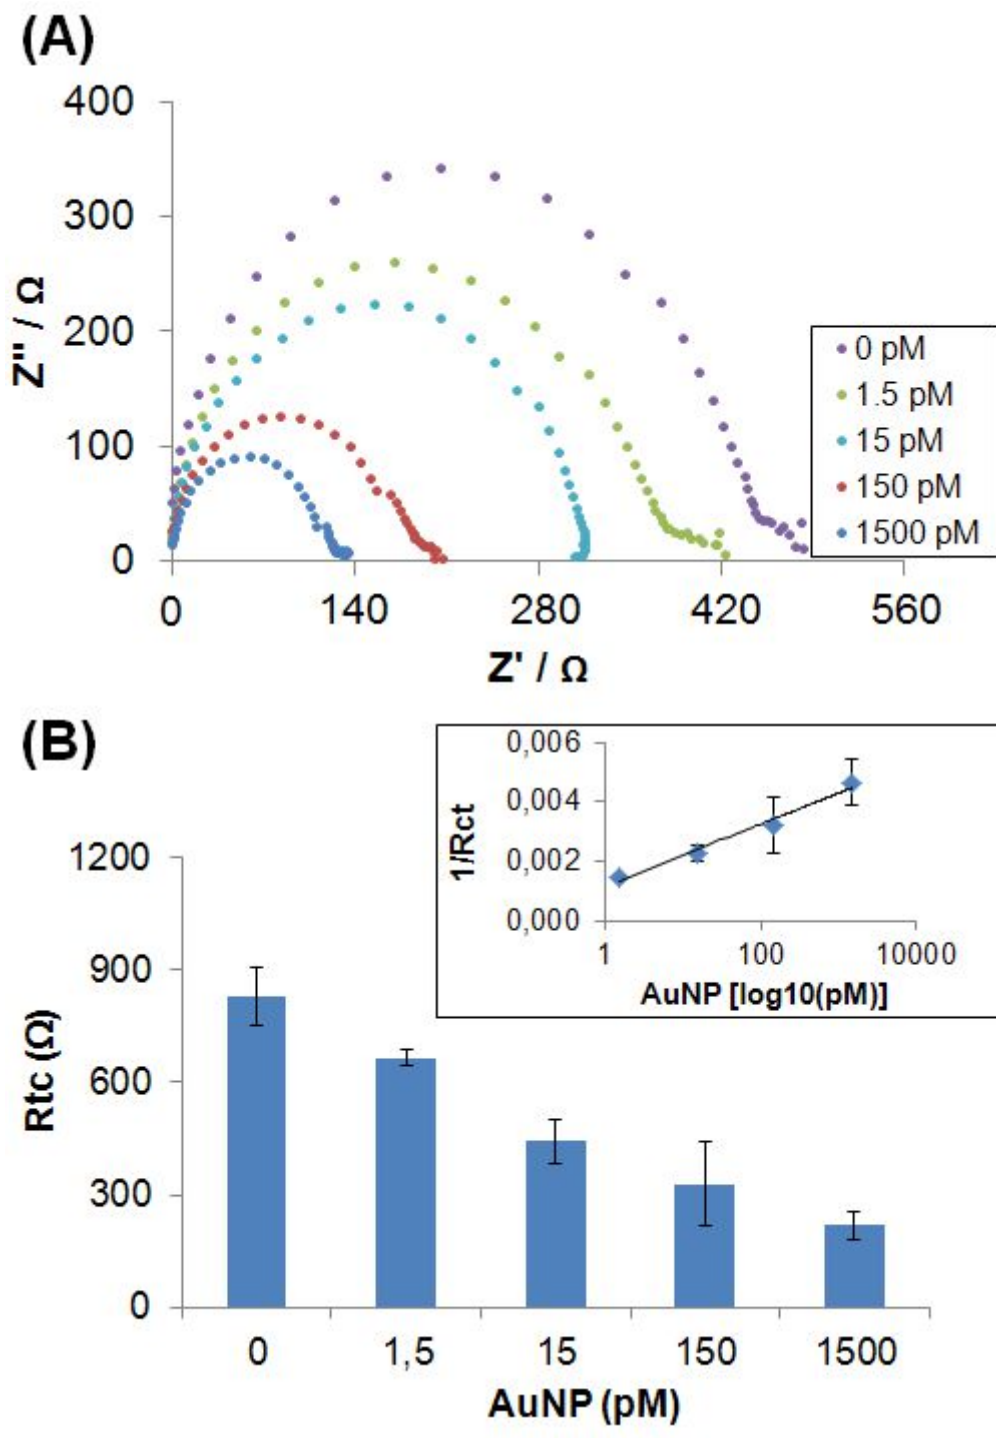 (A)
400
300
200
100
0
Z'' / Ω
0 140 280 420 560
Z' / Ω
0 pM
1.5 pM
15 pM
150 pM
1500 pM
(B)
0,006
0,004
0,002
0,000
1/Rct
1 100 10000
AuNP [log10(pM)]
1200
900
600
300
0
Rtc (Ω)
0 1,5 15 150 1500
AuNP (pM)